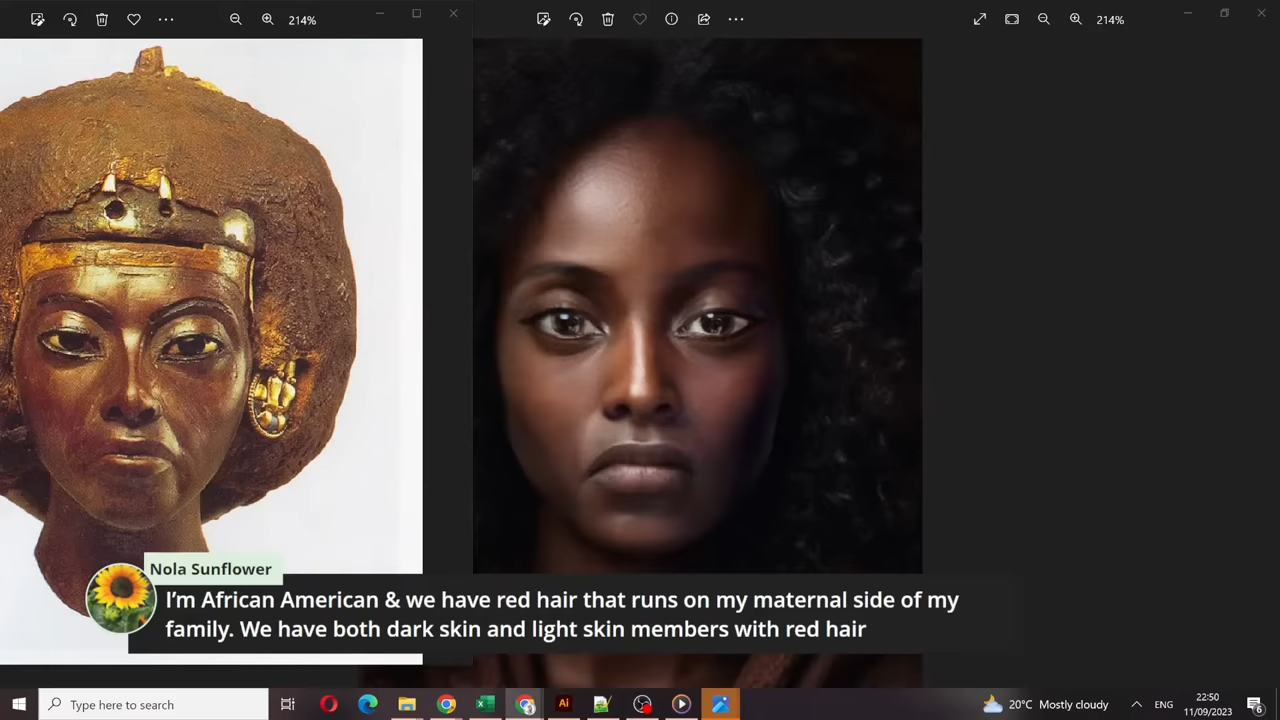 214%
214%
Nola Sunflower
I'm African American & we have red hair that runs on my maternal side of my
family. We have both dark skin and light skin members with red hair
Type here to search
Ai
20°C Mostly cloudy
ENG
22:50
11/09/2023
6